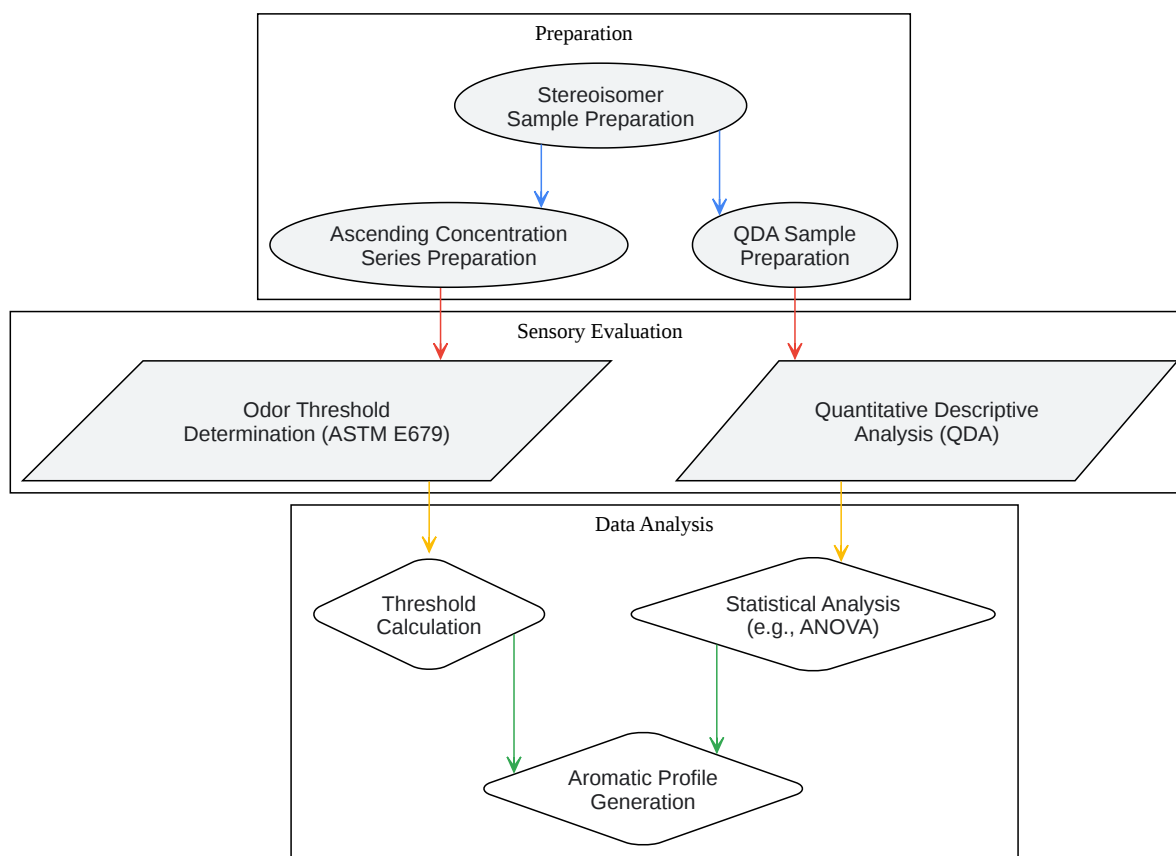 Preparation
Stereoisomer
Sample Preparation
Ascending Concentration
Series Preparation
QDA Sample
Preparation
Sensory Evaluation
Odor Threshold
Determination (ASTM E679)
Quantitative Descriptive
Analysis (QDA)
Data Analysis
Threshold
Calculation
Statistical Analysis
(e.g., ANOVA)
Aromatic Profile
Generation